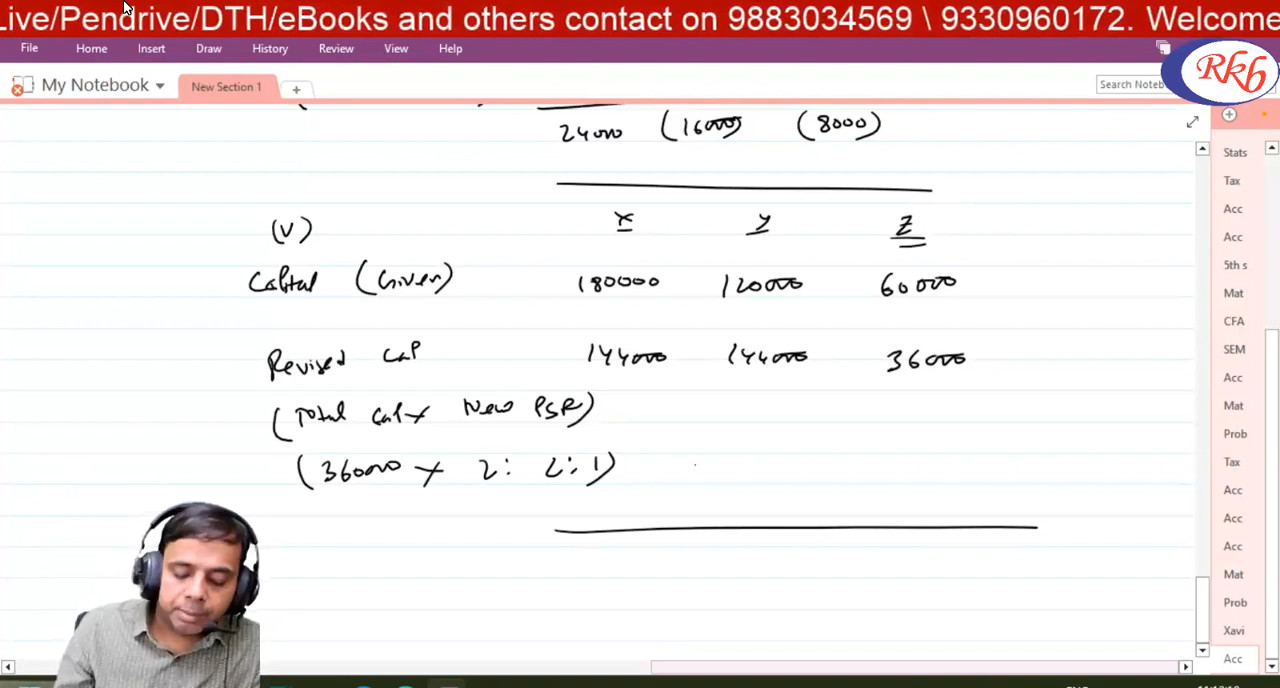 Live/Pendrive/DTH/eBooks and others contact on 9883034569 \ 9330960172. Welcome
File Home Insert Draw History Review View Help
Rkb
My Notebook New Section 1 + Search Noteb
24000 (16000) (8000)
(V) X Y Z
Capital (Given) 180000 120000 60000
Revised Cap 144000 144000 36000
(Total Cap x New PSR)
(36000 x 2: 2: 1)
Stats
Tax
Acc
Acc
5th s
Mat
CFA
SEM
Acc
Mat
Prob
Tax
Acc
Acc
Acc
Mat
Prob
Xavi
Acc